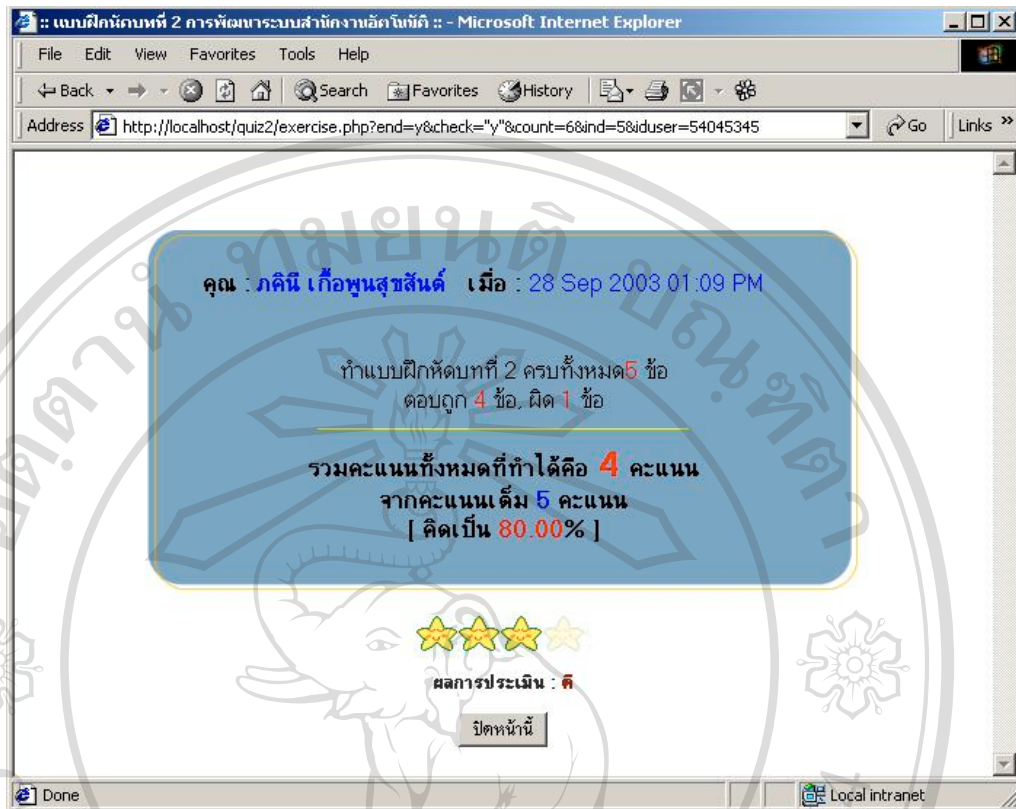 :: แบบฝึกหัดบทที่ 2 การพัฒนาระบบสำนักงานอัตโนมัติ :: - Microsoft Internet Explorer
File Edit View Favorites Tools Help
Back Search Favorites History
Address http://localhost/quiz2/exercise.php?end=y&check="y"&count=6&ind=5&iduser=54045345 Go Links »
คุณ : ภคินี เกื้อพูนสุขสันต์ เมื่อ : 28 Sep 2003 01:09 PM
ทำแบบฝึกหัดบทที่ 2 ครบทั้งหมด5 ข้อ
ตอบถูก 4 ข้อ, ผิด 1 ข้อ
รวมคะแนนทั้งหมดที่ทำได้คือ 4 คะแนน
จากคะแนนเต็ม 5 คะแนน
[ คิดเป็น 80.00% ]
ผลการประเมิน : ดี
ปิดหน้านี้
Done Local intranet